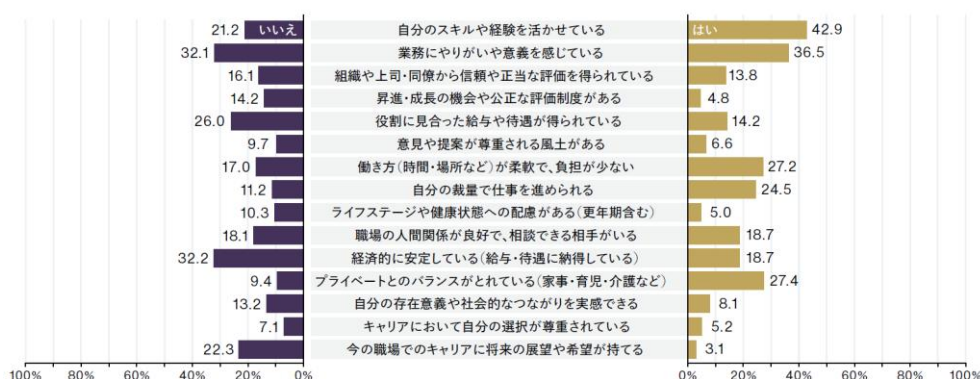 21.2 いいえ 自分のスキルや経験を活かせている はい 42.9
32.1 業務にやりがいや意義を感じている 36.5
16.1 組織や上司・同僚から信頼や正当な評価を得られている 13.8
14.2 昇進・成長の機会や公正な評価制度がある 4.8
26.0 役割に見合った給与や待遇が得られている 14.2
9.7 意見や提案が尊重される風土がある 6.6
17.0 働き方(時間・場所など)が柔軟で、負担が少ない 27.2
11.2 自分の裁量で仕事を進められる 24.5
10.3 ライフステージや健康状態への配慮がある(更年期含む) 5.0
18.1 職場の人間関係が良好で、相談できる相手がいる 18.7
32.2 経済的に安定している(給与・待遇に納得している) 18.7
9.4 プライベートとのバランスがとれている(家事・育児・介護など) 27.4
13.2 自分の存在意義や社会的なつながりを実感できる 8.1
7.1 キャリアにおいて自分の選択が尊重されている 5.2
22.3 今の職場でのキャリアに将来の展望や希望が持てる 3.1
100% 80% 60% 40% 20% 0% 0% 20% 40% 60% 80% 100%